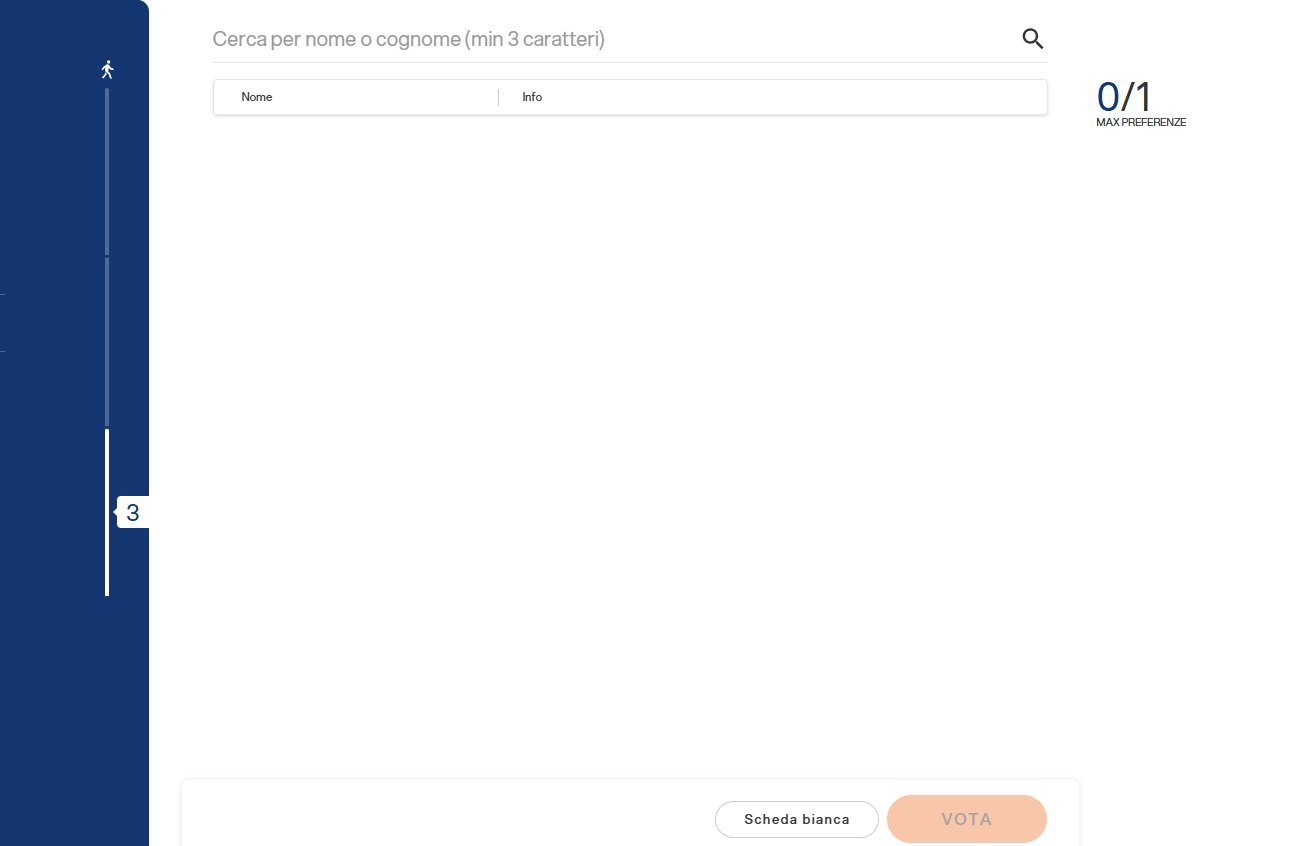 Cerca per nome o cognome (min 3 caratteri)
Nome Info
0/1
MAX PREFERENZE
3
Scheda bianca VOTA